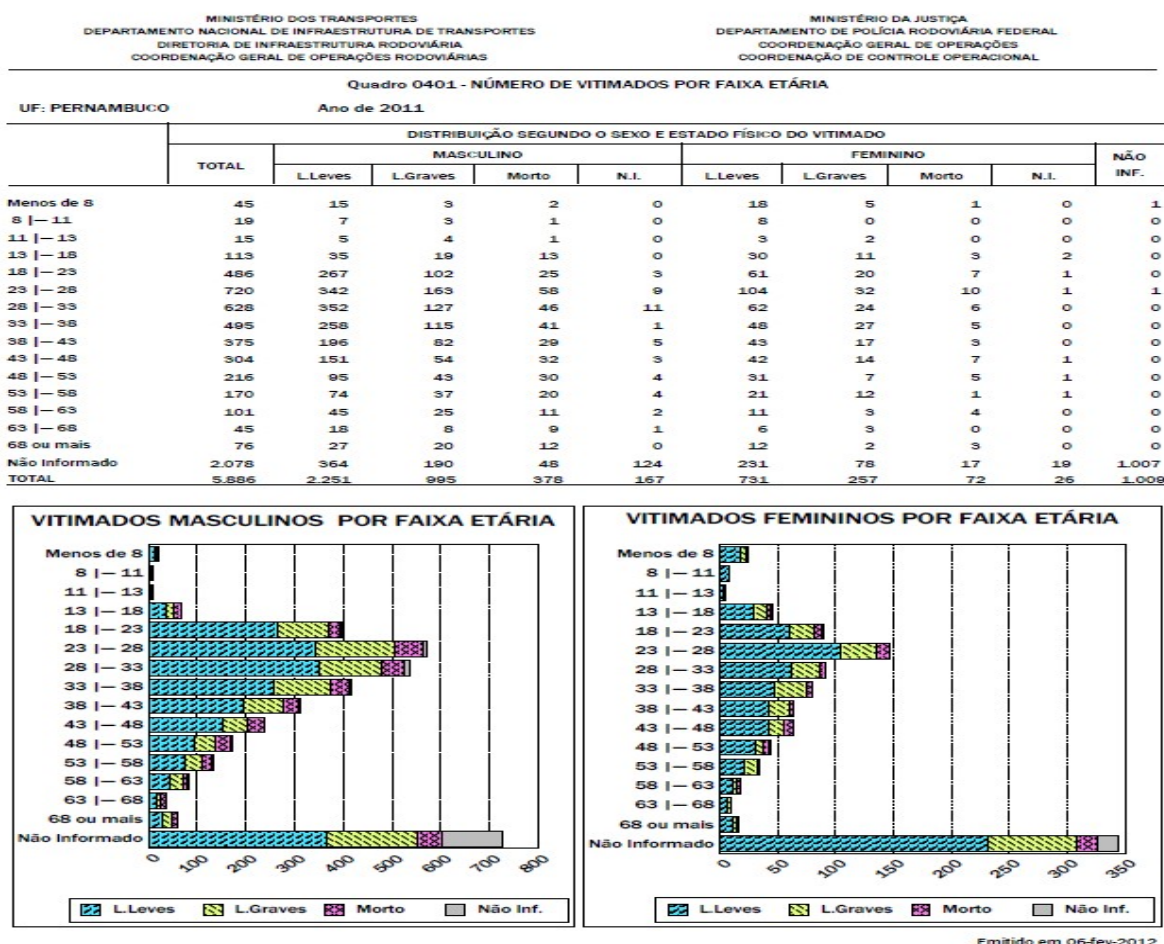 MINISTÉRIO DOS TRANSPORTES
DEPARTAMENTO NACIONAL DE INFRAESTRUTURA DE TRANSPORTES
DIRETORIA DE INFRAESTRUTURA RODOVIÁRIA
COORDENAÇÃO GERAL DE OPERAÇÕES RODOVIÁRIAS
MINISTÉRIO DA JUSTIÇA
DEPARTAMENTO DE POLÍCIA RODOVIÁRIA FEDERAL
COORDENAÇÃO GERAL DE OPERAÇÕES
COORDENAÇÃO DE CONTROLE OPERACIONAL
Quadro 0401 - NÚMERO DE VITIMADOS POR FAIXA ETÁRIA
UF: PERNAMBUCO Ano de 2011
DISTRIBUIÇÃO SEGUNDO O SEXO E ESTADO FÍSICO DO VITIMADO
TOTAL MASCULINO FEMININO NÃO INF.
L.Leves L.Graves Morto N.I. L.Leves L.Graves Morto N.I.
Menos de 8 45 15 3 2 0 18 5 1 0 1
8 |— 11 19 7 3 1 0 8 0 0 0 0
11 |— 13 15 5 4 1 0 3 2 0 0 0
13 |— 18 113 35 19 13 0 30 11 3 2 0
18 |— 23 486 267 102 25 3 61 20 7 1 0
23 |— 28 720 342 163 58 9 104 32 10 1 1
28 |— 33 628 352 127 46 11 62 24 6 0 0
33 |— 38 495 258 115 41 1 48 27 5 0 0
38 |— 43 375 196 82 29 5 43 17 3 0 0
43 |— 48 304 151 54 32 3 42 14 7 1 0
48 |— 53 216 95 43 30 4 31 7 5 1 0
53 |— 58 170 74 37 20 4 21 12 1 1 0
58 |— 63 101 45 25 11 2 11 3 4 0 0
63 |— 68 45 18 8 9 1 6 3 0 0 0
68 ou mais 76 27 20 12 0 12 2 3 0 0
Não Informado 2.078 364 190 48 124 231 78 17 19 1.007
TOTAL 5.886 2.251 995 378 167 731 257 72 26 1.009
VITIMADOS MASCULINOS POR FAIXA ETÁRIA
Menos de 8
8 |— 11
11 |— 13
13 |— 18
18 |— 23
23 |— 28
28 |— 33
33 |— 38
38 |— 43
43 |— 48
48 |— 53
53 |— 58
58 |— 63
63 |— 68
68 ou mais
Não Informado
0 100 200 300 400 500 600 700 800
L.Leves L.Graves Morto Não Inf.
VITIMADOS FEMININOS POR FAIXA ETÁRIA
Menos de 8
8 |— 11
11 |— 13
13 |— 18
18 |— 23
23 |— 28
28 |— 33
33 |— 38
38 |— 43
43 |— 48
48 |— 53
53 |— 58
58 |— 63
63 |— 68
68 ou mais
Não Informado
0 50 100 150 200 250 300 350
L.Leves L.Graves Morto Não Inf.
Emitido em 06-fev-2012